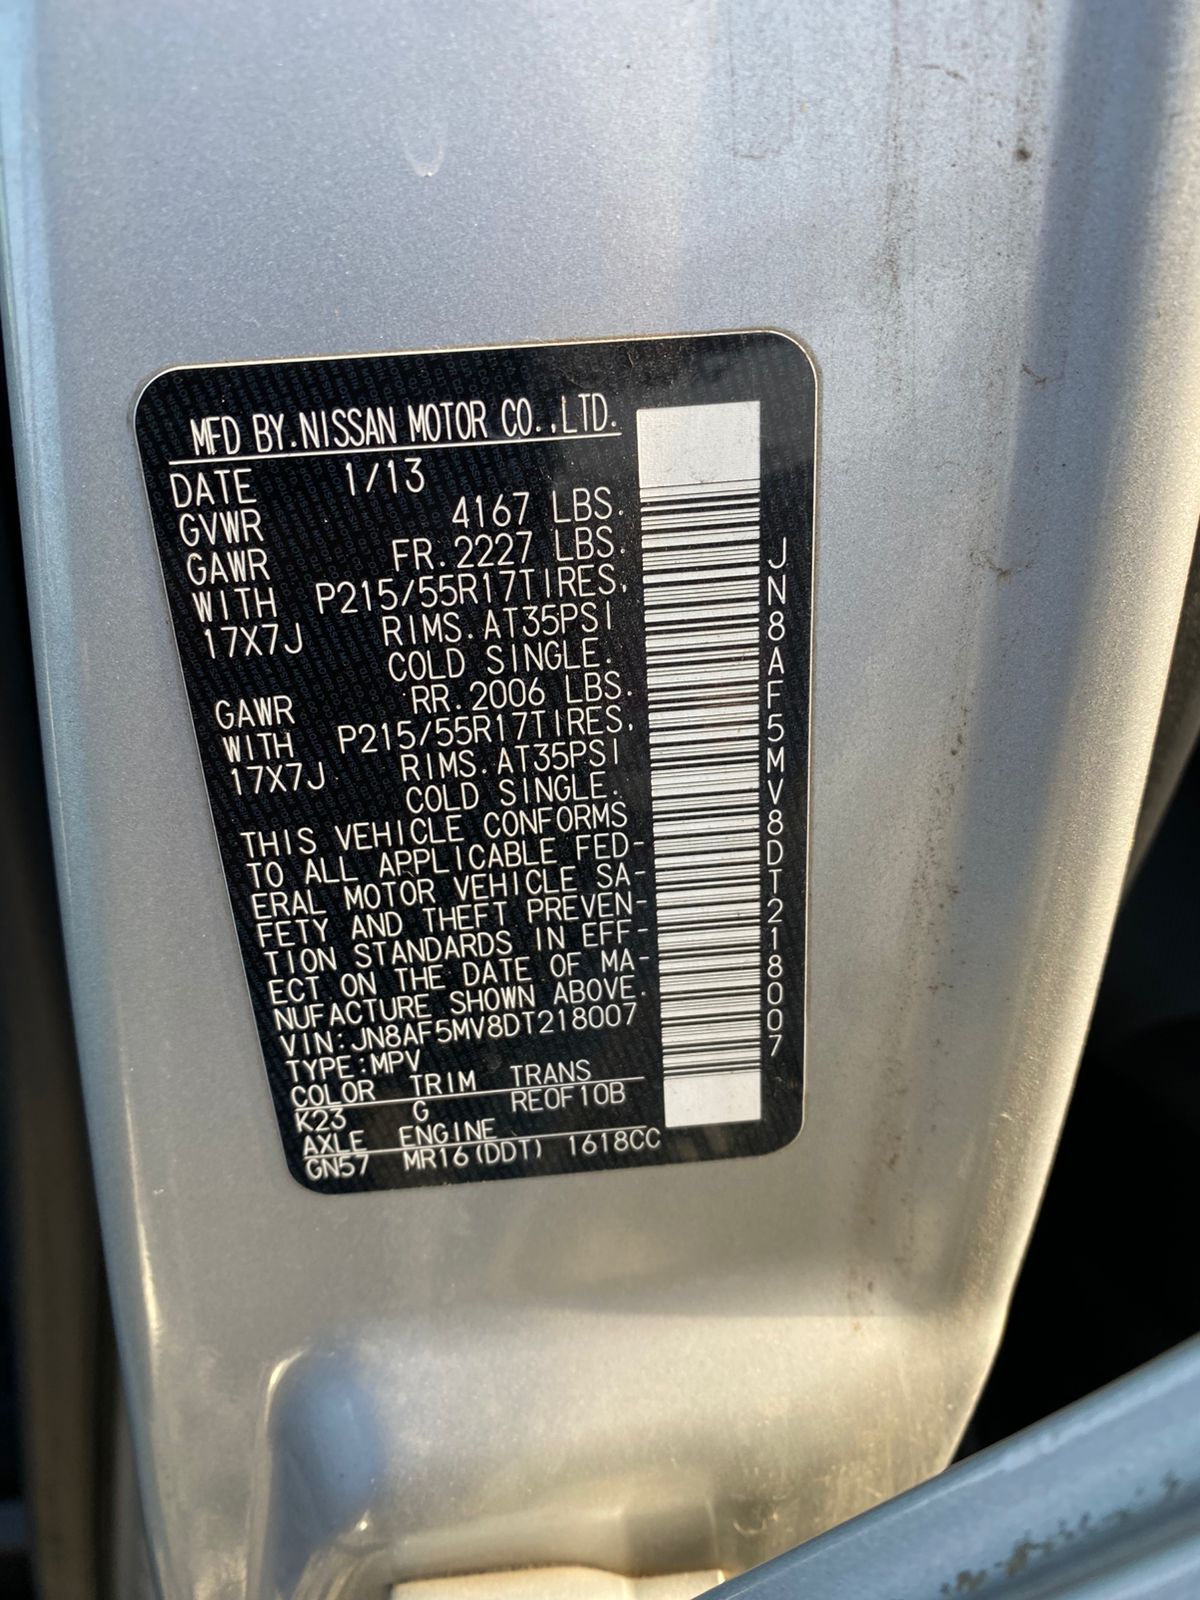 MFD BY.NISSAN MOTOR CO.,LTD.
DATE 1/13
GVWR 4167 LBS.
GAWR FR.2227 LBS.
WITH P215/55R17TIRES,
17X7J RIMS.AT35PSI
COLD SINGLE.
GAWR RR.2006 LBS.
WITH P215/55R17TIRES,
17X7J RIMS.AT35PSI
COLD SINGLE.
THIS VEHICLE CONFORMS
TO ALL APPLICABLE FED-
ERAL MOTOR VEHICLE SA-
FETY AND THEFT PREVEN-
TION STANDARDS IN EFF-
ECT ON THE DATE OF MA-
NUFACTURE SHOWN ABOVE.
VIN:JN8AF5MV8DT218007
TYPE:MPV
COLOR TRIM TRANS
K23 G RE0F10B
AXLE ENGINE
GN57 MR16(DDT) 1618CC
JN8AF5MV8DT218007